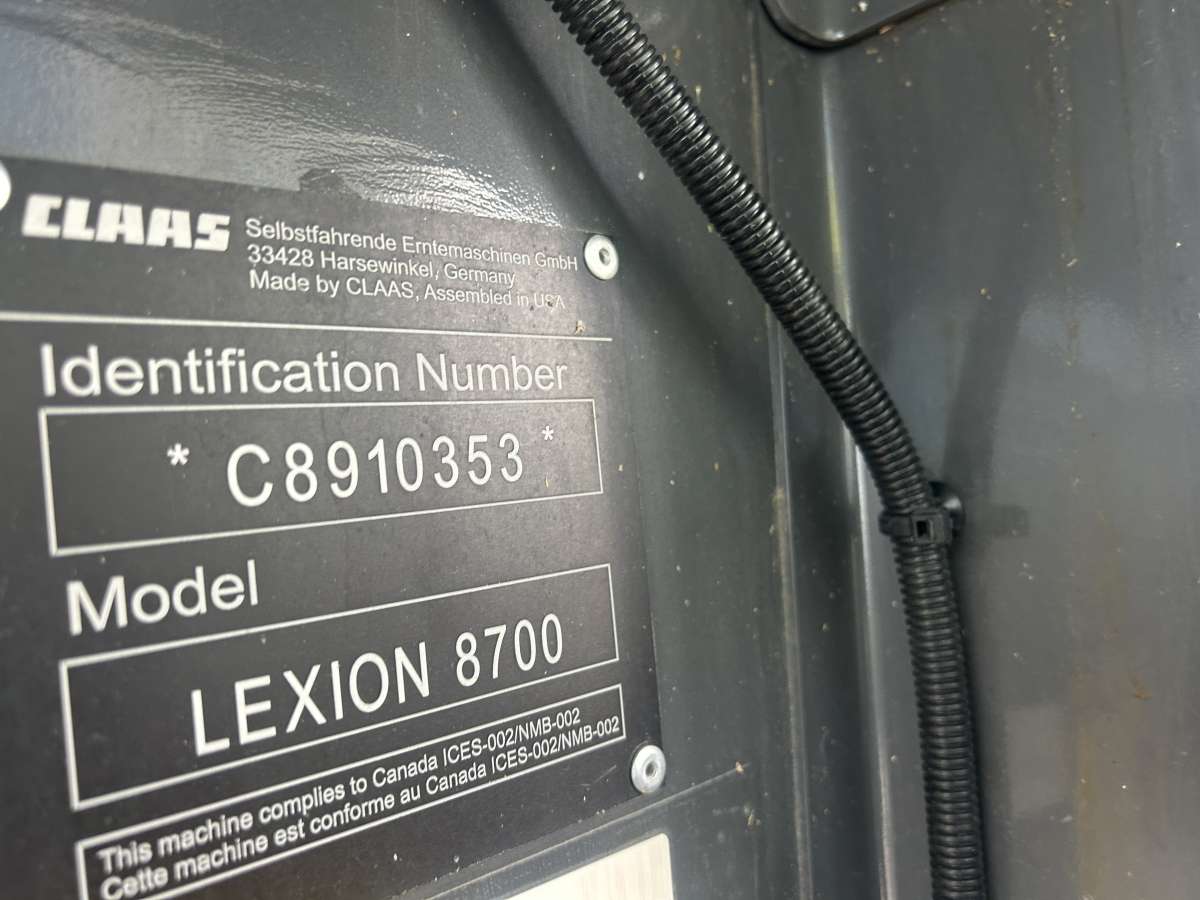 CLAAS
Selbstfahrende Erntemaschinen GmbH
33428 Harsewinkel, Germany
Made by CLAAS, Assembled in USA
Identification Number
* C8910353 *
Model
LEXION 8700
This machine complies to Canada ICES-002/NMB-002
Cette machine est conforme au Canada ICES-002/NMB-002